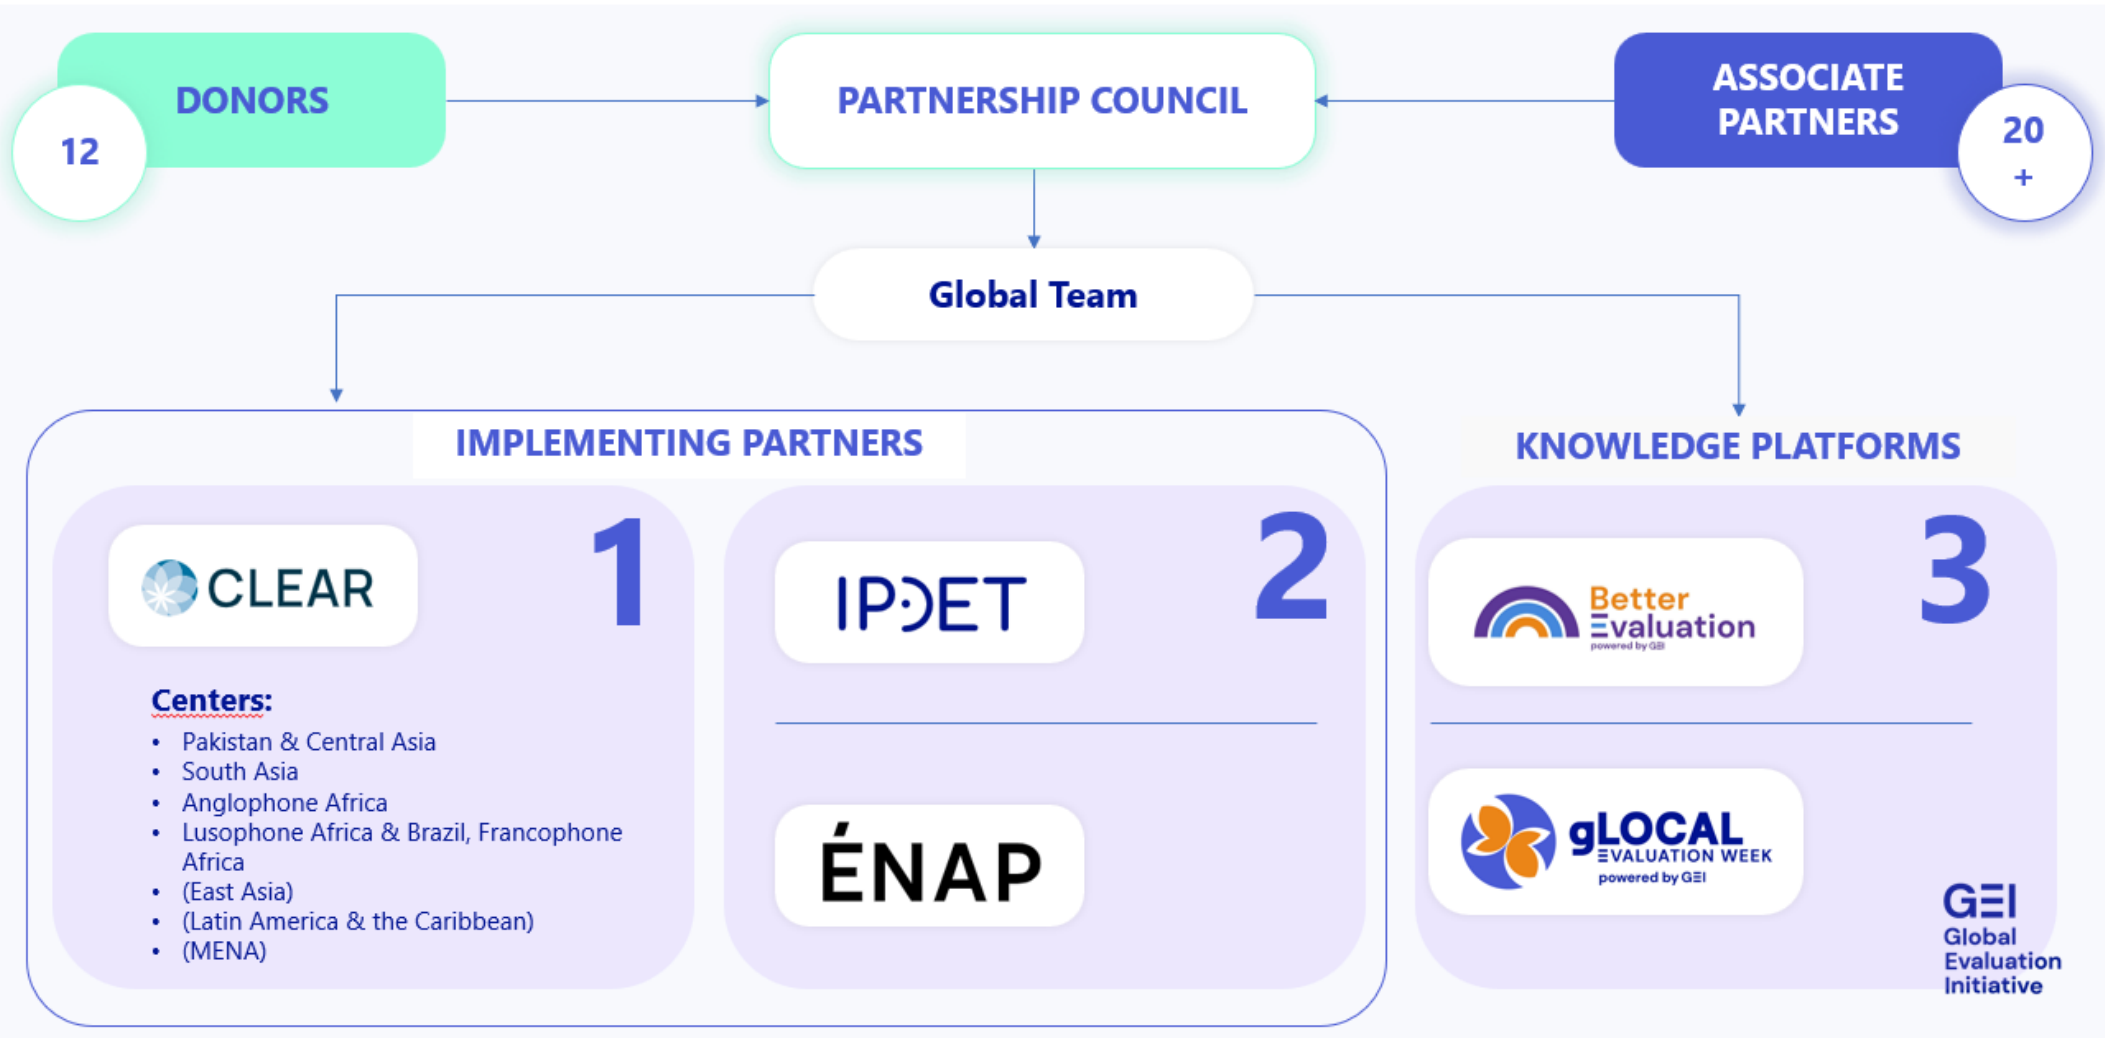 DONORS
12
PARTNERSHIP COUNCIL
ASSOCIATE
PARTNERS
20
+
Global Team
IMPLEMENTING PARTNERS
KNOWLEDGE PLATFORMS
1
CLEAR
Centers:
• Pakistan & Central Asia
• South Asia
• Anglophone Africa
• Lusophone Africa & Brazil, Francophone
Africa
• (East Asia)
• (Latin America & the Caribbean)
• (MENA)
2
IPDET
ÉNAP
3
Better
Evaluation
powered by GEI
gLOCAL
EVALUATION WEEK
powered by GEI
GEI
Global
Evaluation
Initiative